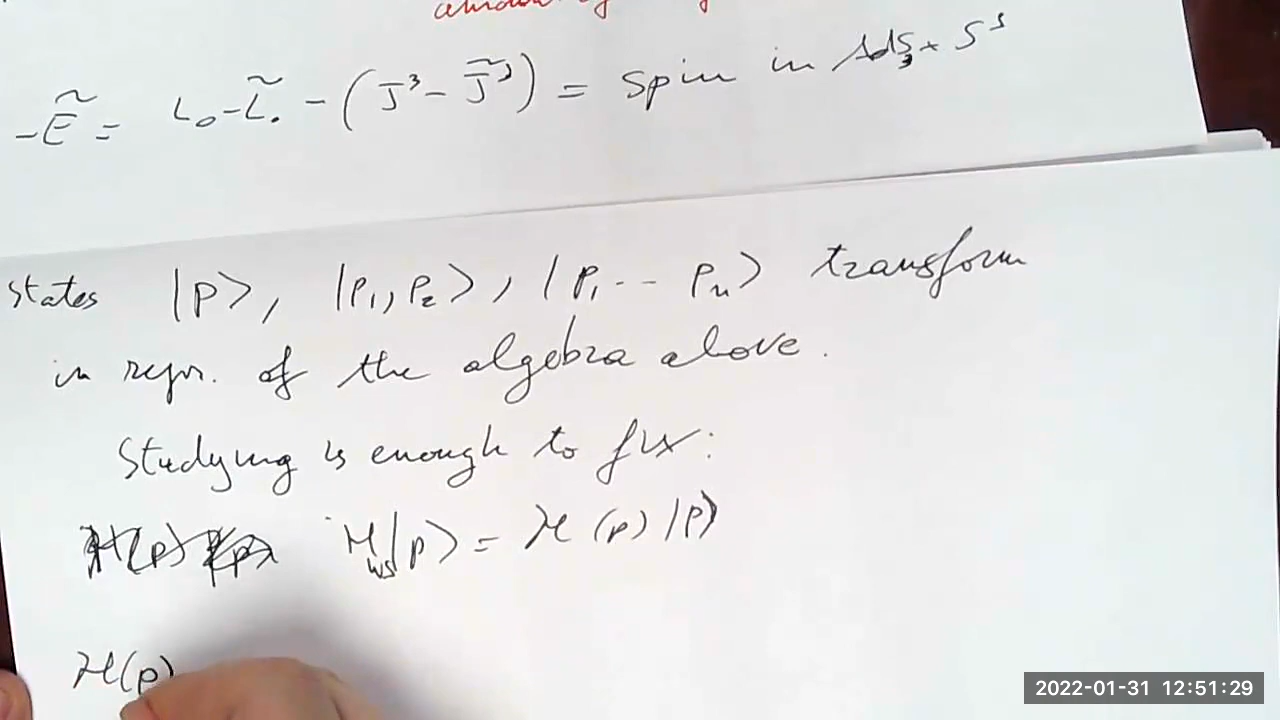 -Ẽ = L₀ - L̃₀ - (J³ - J̃³) = Spin in AdS₃ × S³
States |p⟩, |p₁, p₂⟩, |p₁ ... pₙ⟩ transform
in repr. of the algebra above.
Studying is enough to fix:
H_ws |p⟩ = H(p) |p⟩
H(p)
2022-01-31 12:51:29